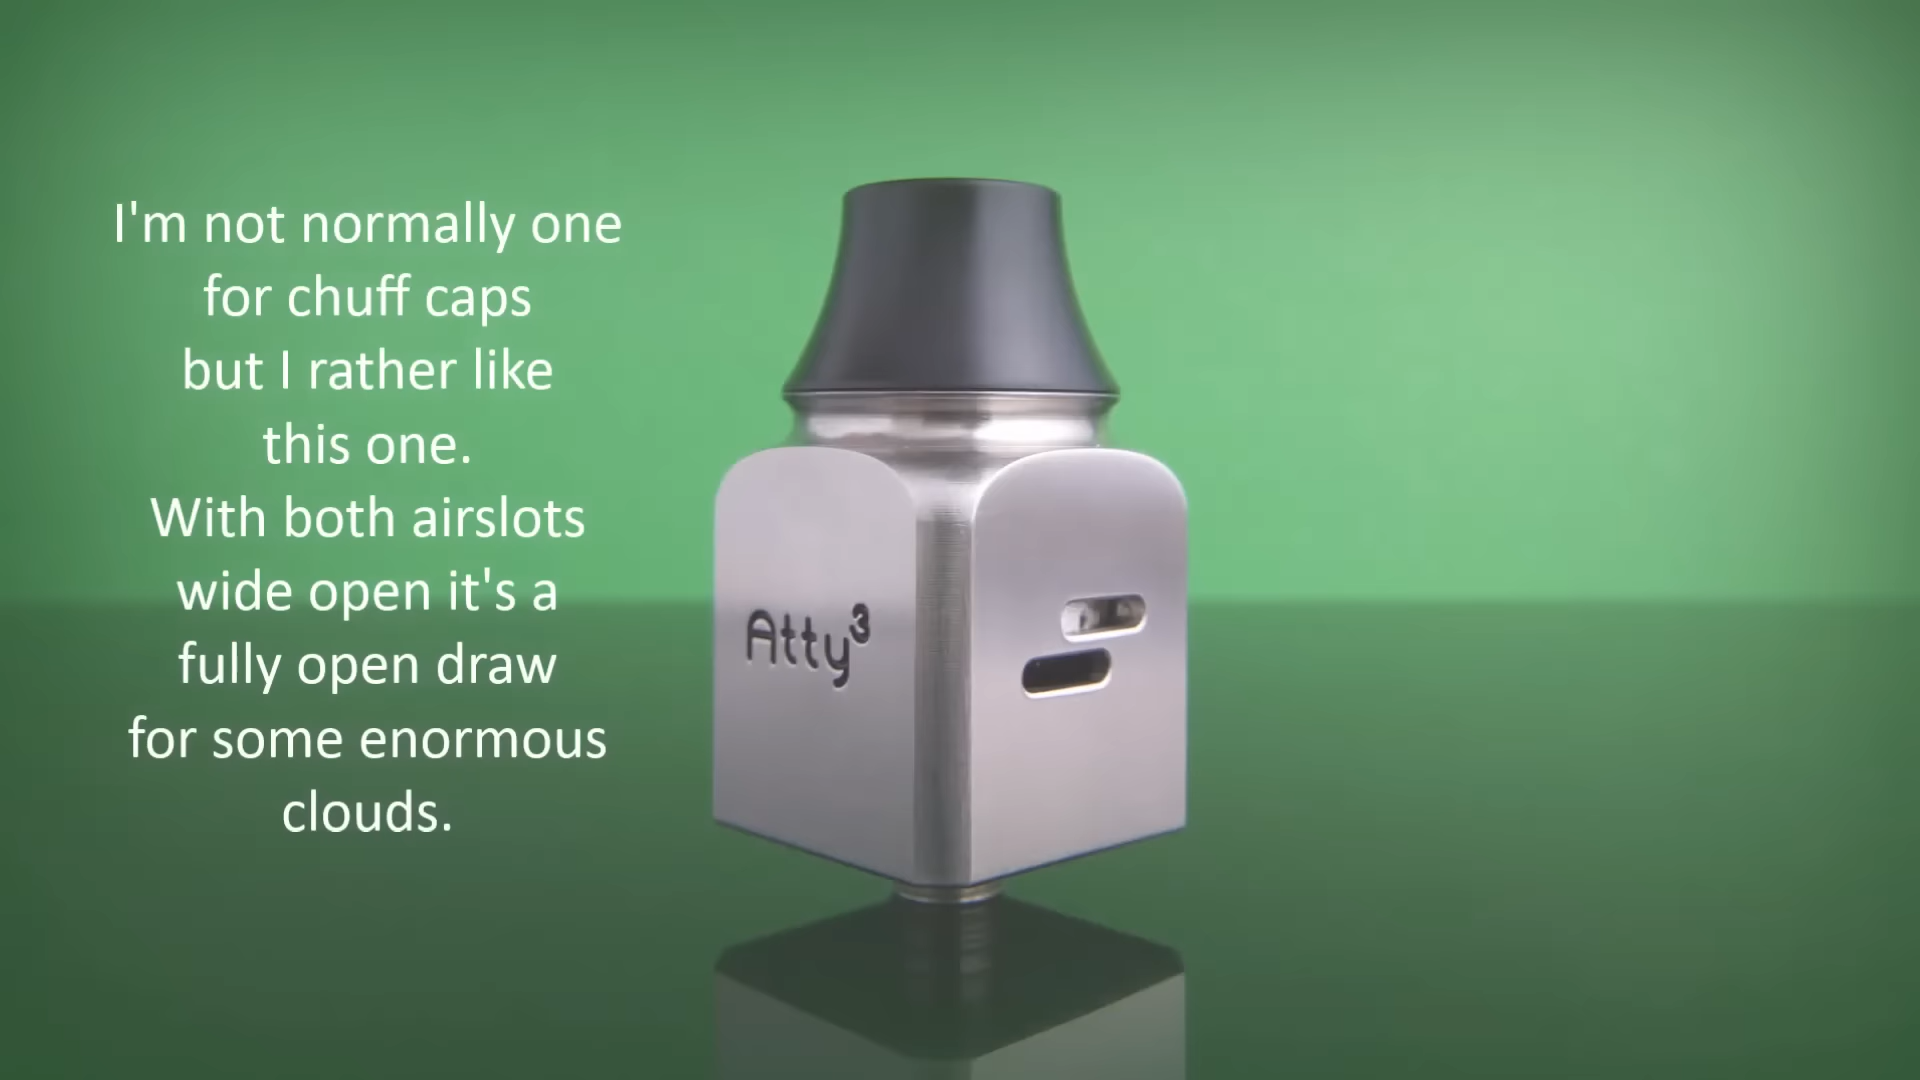 I'm not normally one
for chuff caps
but I rather like
this one.
With both airslots
wide open it's a
fully open draw
for some enormous
clouds.
Atty³